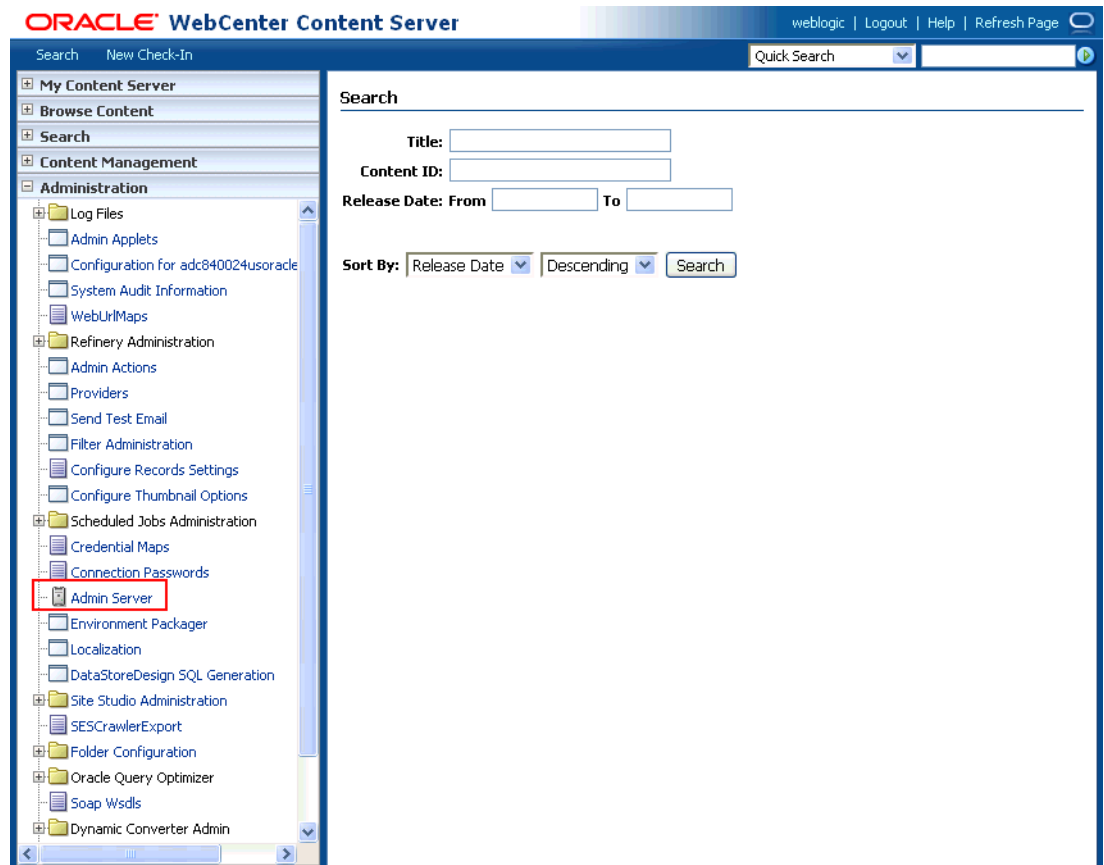 ORACLE WebCenter Content Server
weblogic | Logout | Help | Refresh Page
Search New Check-In
Quick Search
My Content Server
Browse Content
Search
Content Management
Administration
Log Files
Admin Applets
Configuration for adc840024usoracle
System Audit Information
WebUrlMaps
Refinery Administration
Admin Actions
Providers
Send Test Email
Filter Administration
Configure Records Settings
Configure Thumbnail Options
Scheduled Jobs Administration
Credential Maps
Connection Passwords
Admin Server
Environment Packager
Localization
DataStoreDesign SQL Generation
Site Studio Administration
SESCrawlerExport
Folder Configuration
Oracle Query Optimizer
Soap Wsdls
Dynamic Converter Admin
Search
Title:
Content ID:
Release Date: From To
Sort By: Release Date Descending Search